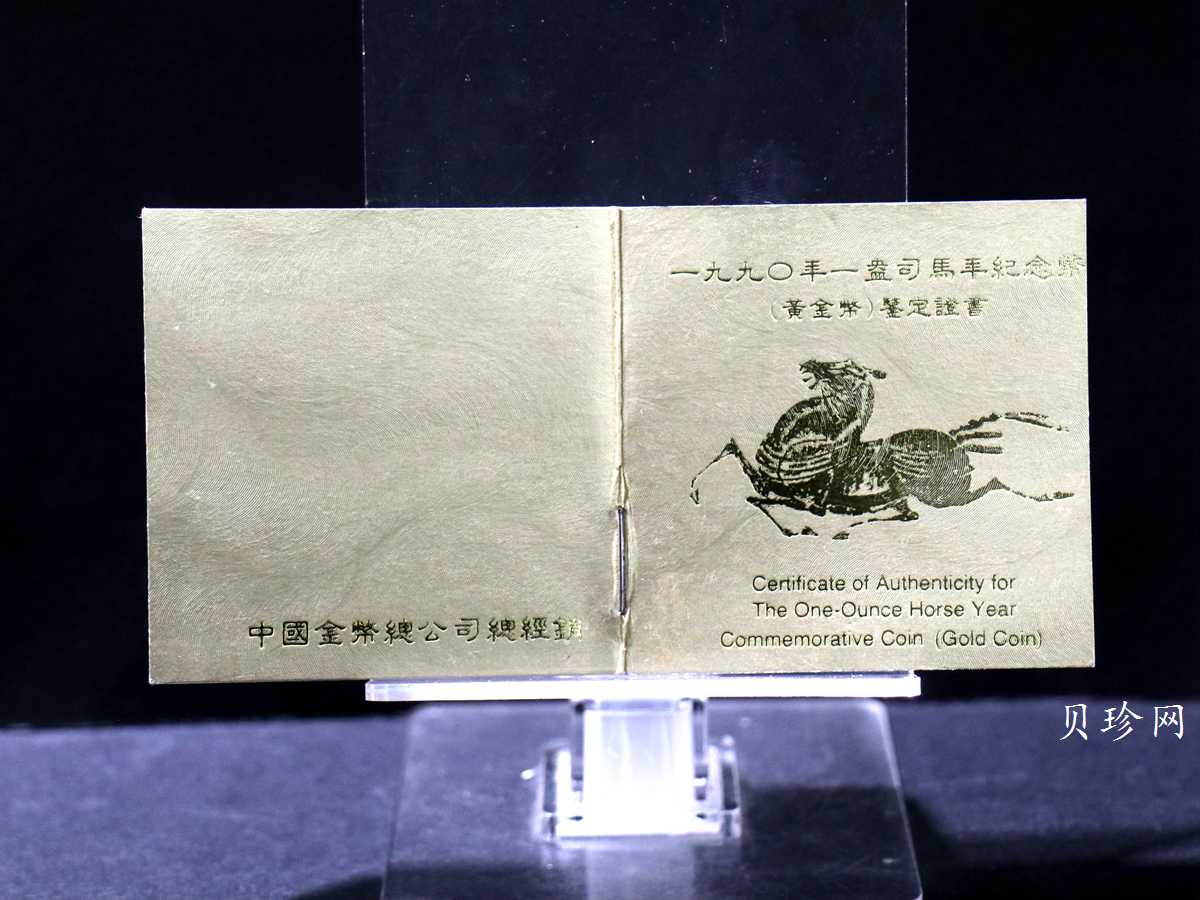 中國金幣總公司總經銷
一九九〇年一盎司馬年紀念幣
(黃金幣)鑒定證書
Certificate of Authenticity for
The One-Ounce Horse Year
Commemorative Coin (Gold Coin)
贝珍网